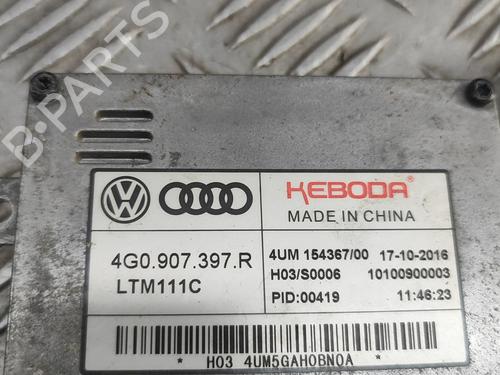 B-PARTS
KEBODA
MADE IN CHINA
4G0.907.397.R
LTM111C
4UM 154367/00 17-10-2016
H03/S0006 10100900003
PID:00419 11:46:23
* H03 4UM5GAH0BN0A *